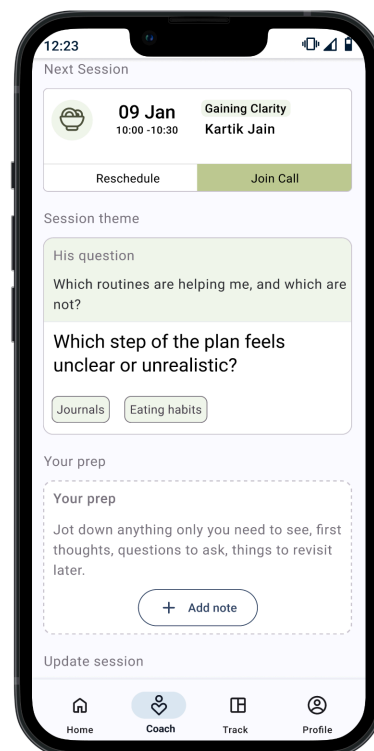 12:23
Next Session
09 Jan
10:00 -10:30
Gaining Clarity
Kartik Jain
Reschedule
Join Call
Session theme
His question
Which routines are helping me, and which are
not?
Which step of the plan feels
unclear or unrealistic?
Journals
Eating habits
Your prep
Your prep
Jot down anything only you need to see, first
thoughts, questions to ask, things to revisit
later.
+ Add note
Update session
Home
Coach
Track
Profile